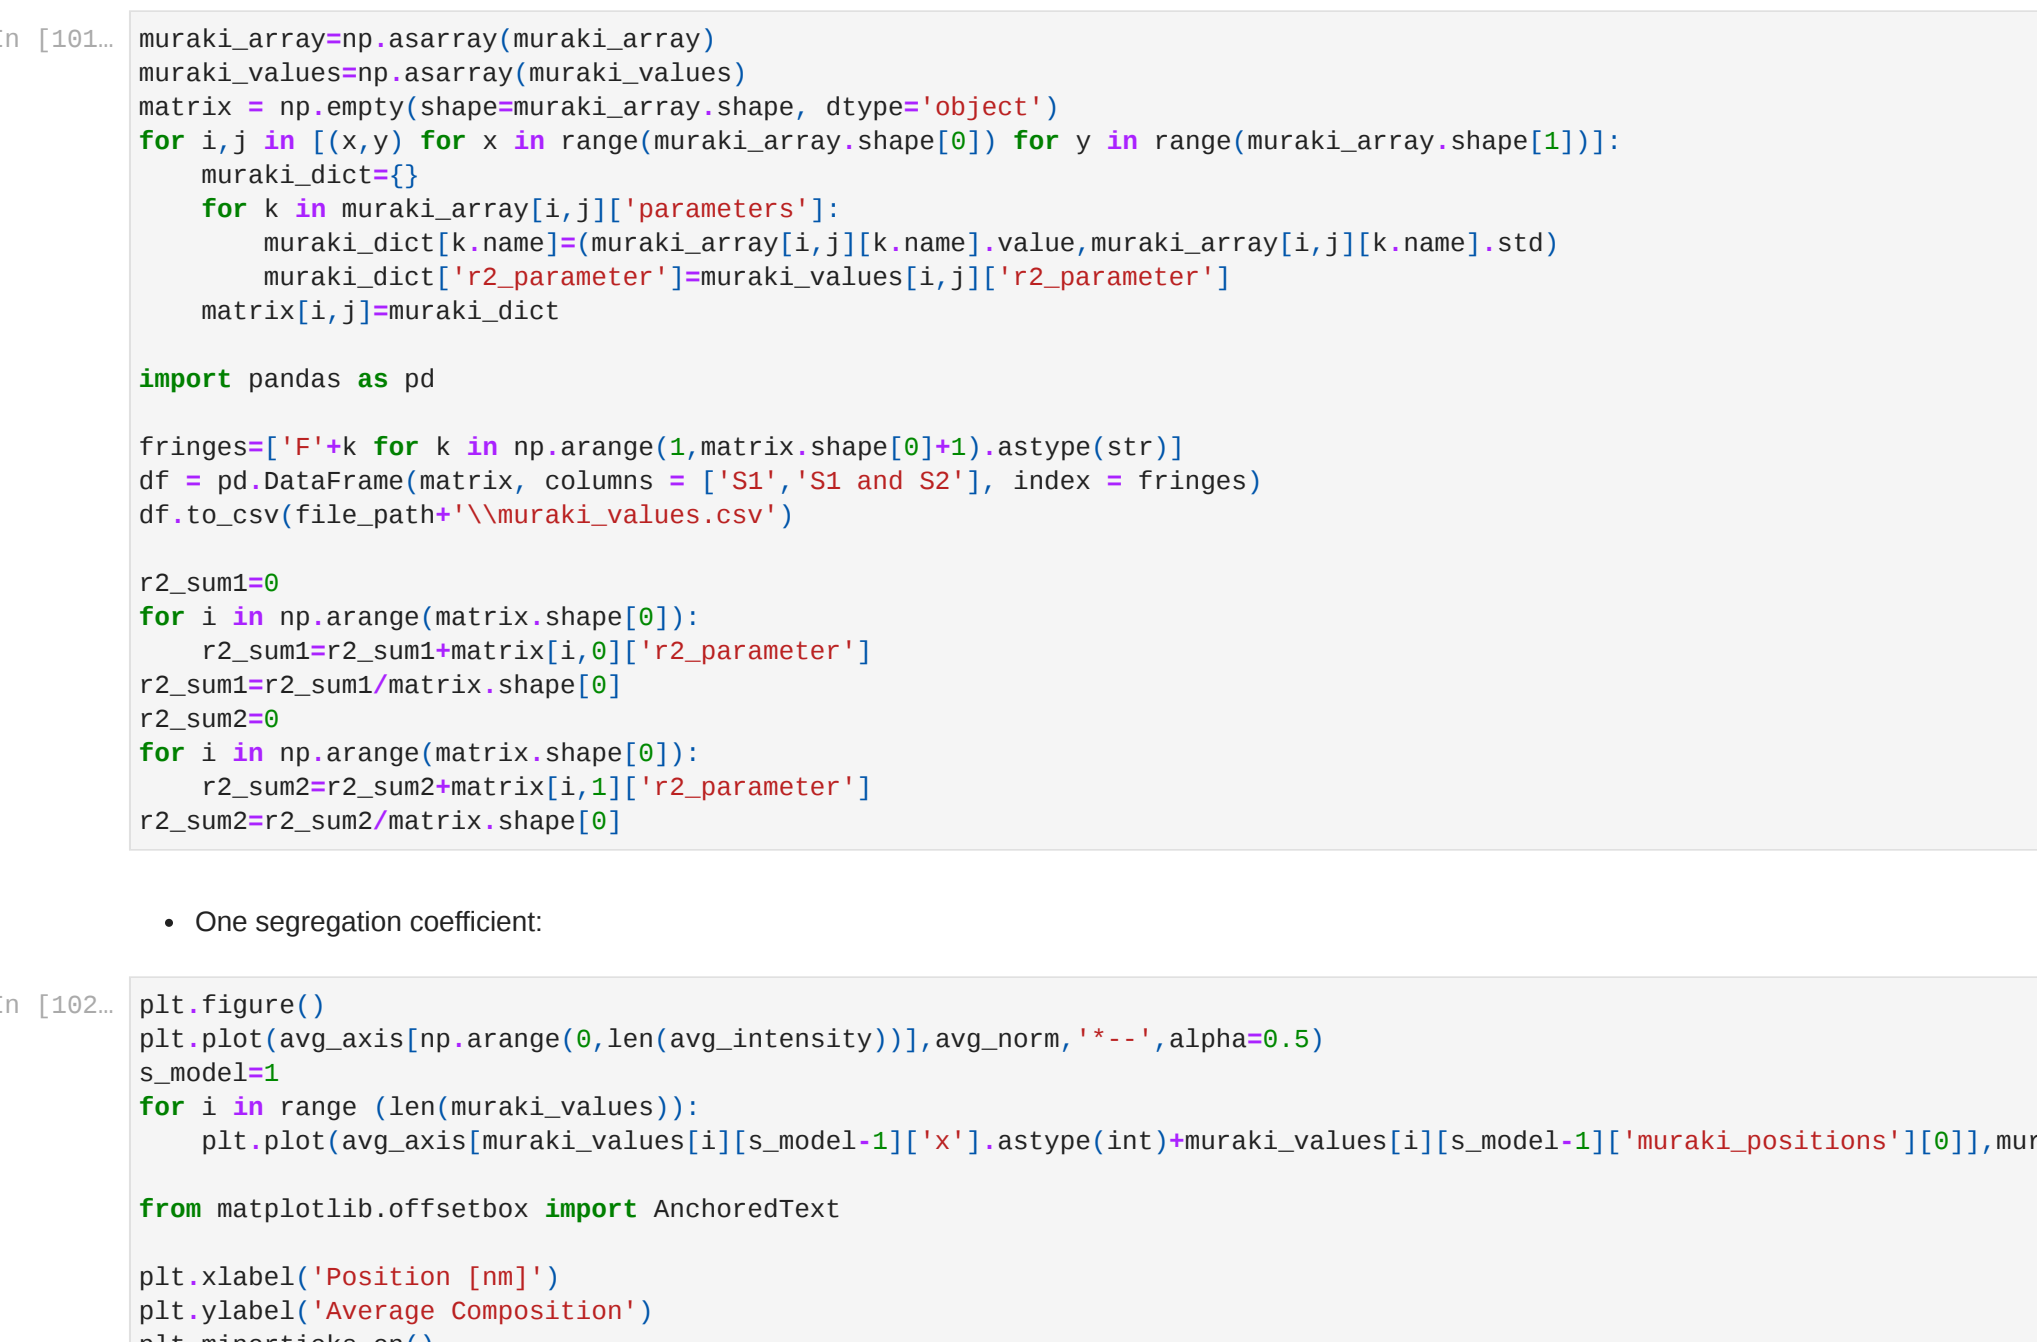 n [101…
muraki_array=np.asarray(muraki_array)
muraki_values=np.asarray(muraki_values)
matrix = np.empty(shape=muraki_array.shape, dtype='object')
for i,j in [(x,y) for x in range(muraki_array.shape[0]) for y in range(muraki_array.shape[1])]:
    muraki_dict={}
    for k in muraki_array[i,j]['parameters']:
        muraki_dict[k.name]=(muraki_array[i,j][k.name].value,muraki_array[i,j][k.name].std)
        muraki_dict['r2_parameter']=muraki_values[i,j]['r2_parameter']
    matrix[i,j]=muraki_dict
import pandas as pd
fringes=['F'+k for k in np.arange(1,matrix.shape[0]+1).astype(str)]
df = pd.DataFrame(matrix, columns = ['S1','S1 and S2'], index = fringes)
df.to_csv(file_path+'\\muraki_values.csv')
r2_sum1=0
for i in np.arange(matrix.shape[0]):
    r2_sum1=r2_sum1+matrix[i,0]['r2_parameter']
r2_sum1=r2_sum1/matrix.shape[0]
r2_sum2=0
for i in np.arange(matrix.shape[0]):
    r2_sum2=r2_sum2+matrix[i,1]['r2_parameter']
r2_sum2=r2_sum2/matrix.shape[0]
• One segregation coefficient:
n [102…
plt.figure()
plt.plot(avg_axis[np.arange(0,len(avg_intensity))],avg_norm,'*--',alpha=0.5)
s_model=1
for i in range (len(muraki_values)):
    plt.plot(avg_axis[muraki_values[i][s_model-1]['x'].astype(int)+muraki_values[i][s_model-1]['muraki_positions'][0]],mur
from matplotlib.offsetbox import AnchoredText
plt.xlabel('Position [nm]')
plt.ylabel('Average Composition')
plt.minorticks_on()